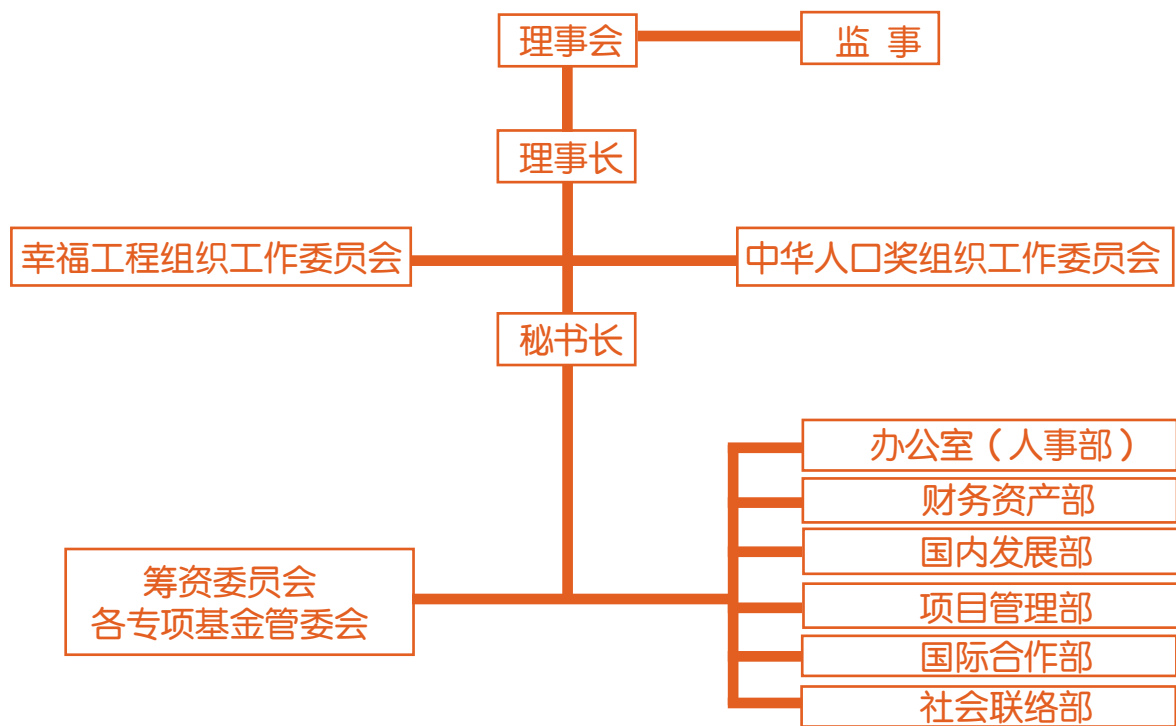 理事会
监 事
理事长
幸福工程组织工作委员会
中华人口奖组织工作委员会
秘书长
办公室（人事部）
财务资产部
国内发展部
筹资委员会
各专项基金管委会
项目管理部
国际合作部
社会联络部